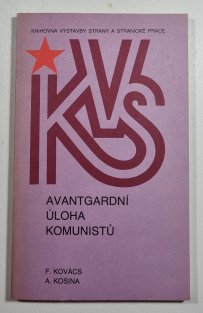 KNIHOVNA VÝSTAVBY STRANY A STRANICKÉ PRÁCE
KVS
AVANTGARDNÍ
ÚLOHA
KOMUNISTŮ
F. KOVÁCS
A. KOSINA